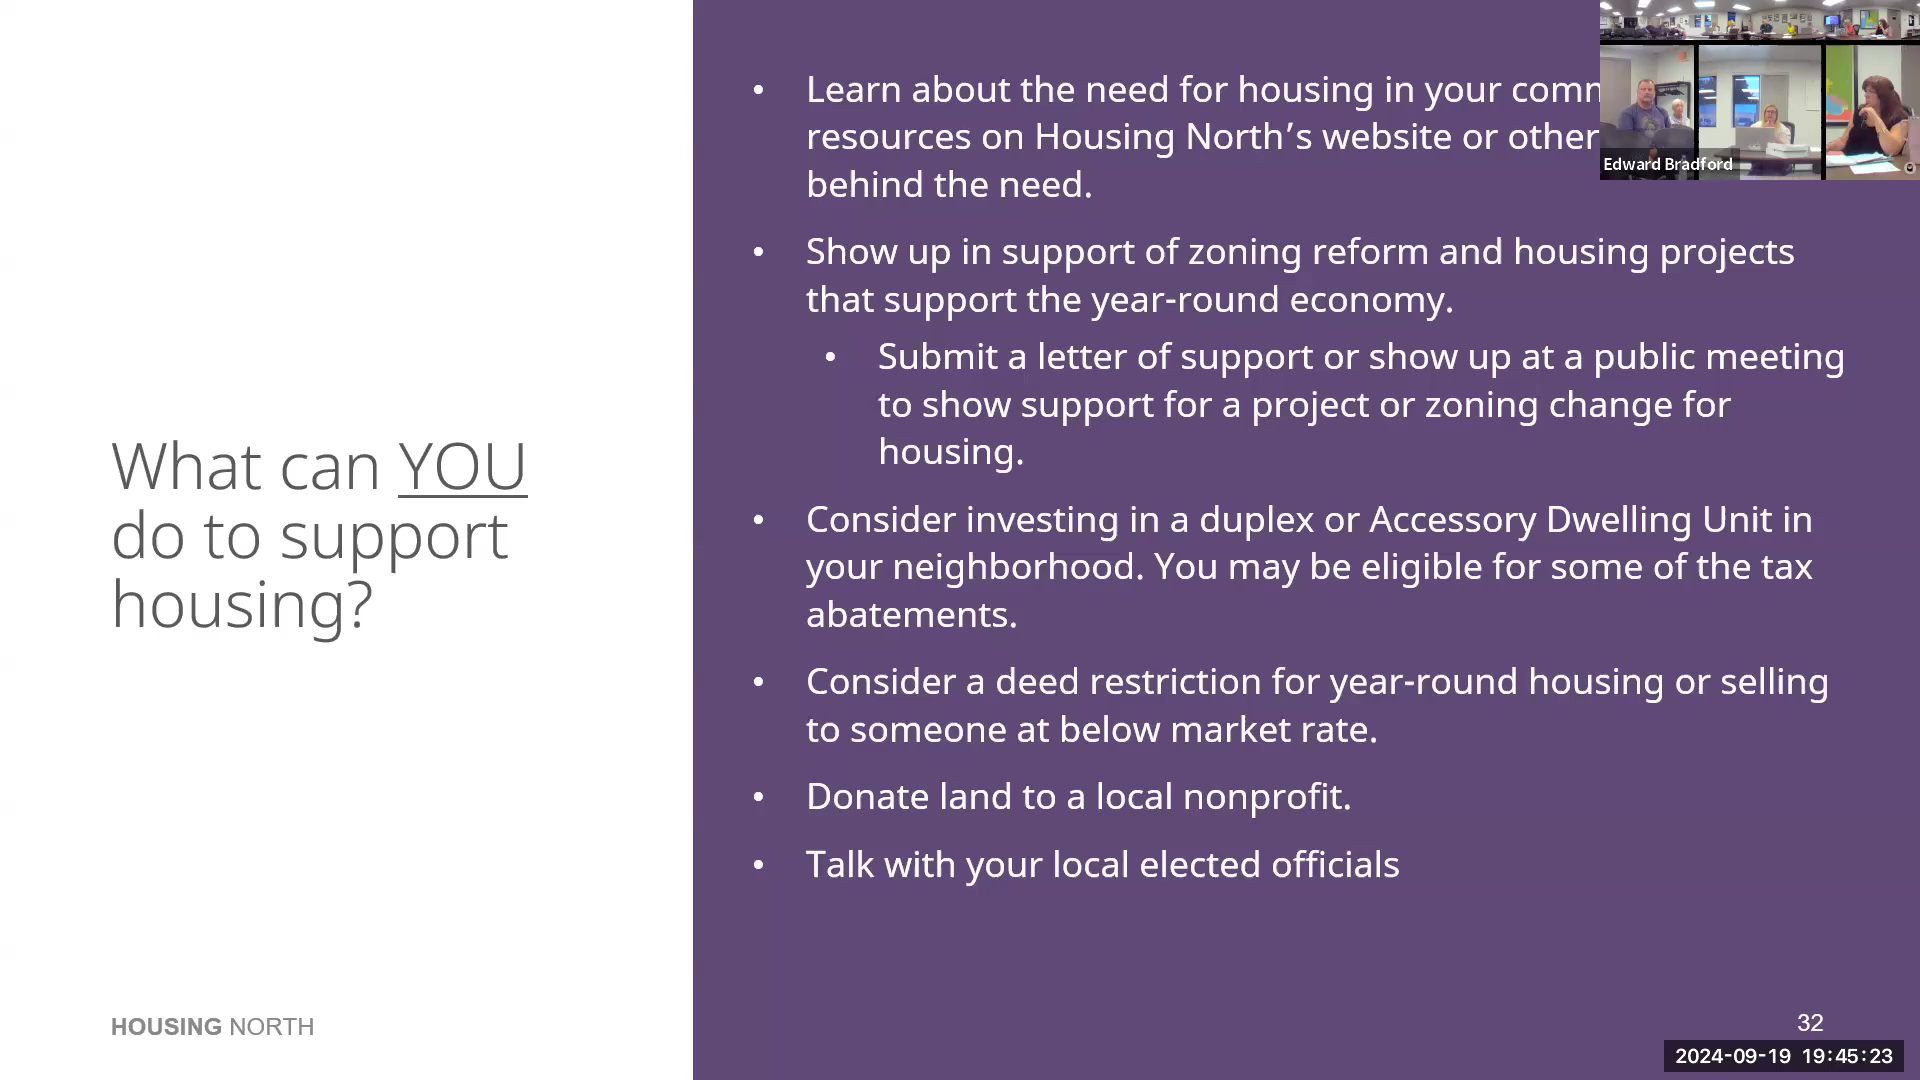 What can YOU
do to support
housing?
HOUSING NORTH
• Learn about the need for housing in your
resources on Housing North’s website or other
behind the need.
• Show up in support of zoning reform and housing projects
that support the year-round economy.
• Submit a letter of support or show up at a public meeting
to show support for a project or zoning change for
housing.
• Consider investing in a duplex or Accessory Dwelling Unit in
your neighborhood. You may be eligible for some of the tax
abatements.
• Consider a deed restriction for year-round housing or selling
to someone at below market rate.
• Donate land to a local nonprofit.
• Talk with your local elected officials
32
Edward Bradford
2024-09-19 19:45:23